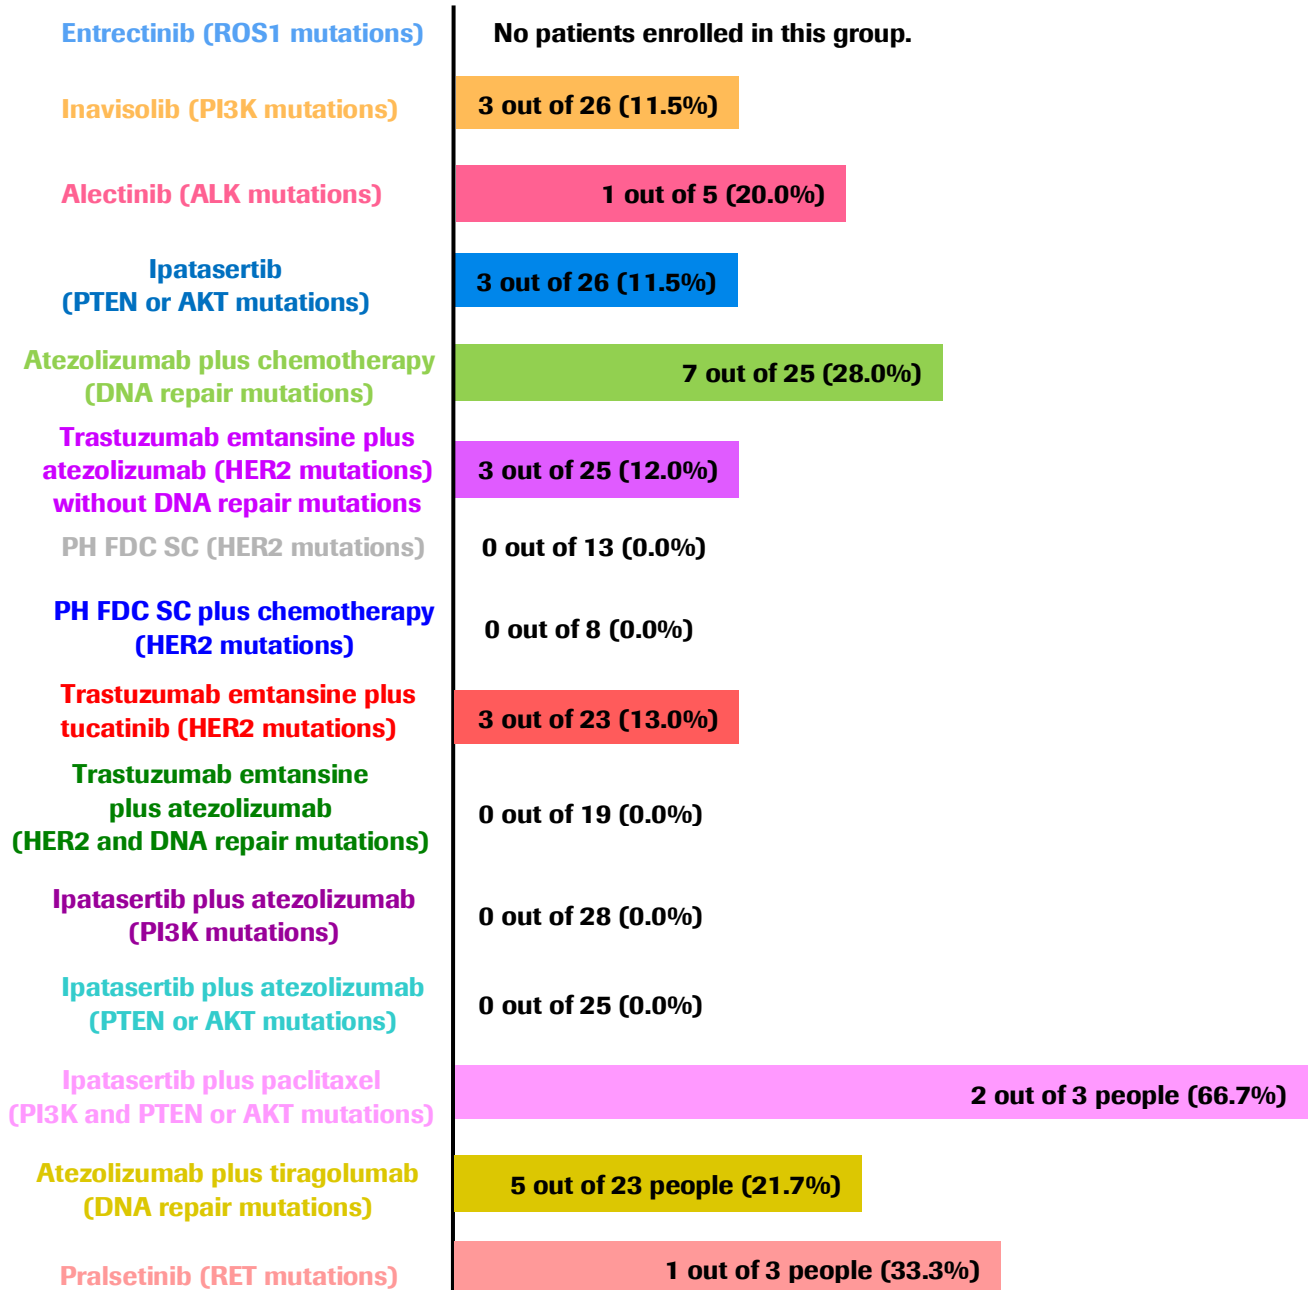 Entrectinib (ROS1 mutations)
No patients enrolled in this group.
Inavisolib (PI3K mutations)
3 out of 26 (11.5%)
Alectinib (ALK mutations)
1 out of 5 (20.0%)
Ipatasertib
(PTEN or AKT mutations)
3 out of 26 (11.5%)
Atezolizumab plus chemotherapy
(DNA repair mutations)
7 out of 25 (28.0%)
Trastuzumab emtansine plus
atezolizumab (HER2 mutations)
without DNA repair mutations
3 out of 25 (12.0%)
PH FDC SC (HER2 mutations)
0 out of 13 (0.0%)
PH FDC SC plus chemotherapy
(HER2 mutations)
0 out of 8 (0.0%)
Trastuzumab emtansine plus
tucatinib (HER2 mutations)
3 out of 23 (13.0%)
Trastuzumab emtansine
plus atezolizumab
(HER2 and DNA repair mutations)
0 out of 19 (0.0%)
Ipatasertib plus atezolizumab
(PI3K mutations)
0 out of 28 (0.0%)
Ipatasertib plus atezolizumab
(PTEN or AKT mutations)
0 out of 25 (0.0%)
Ipatasertib plus paclitaxel
(PI3K and PTEN or AKT mutations)
2 out of 3 people (66.7%)
Atezolizumab plus tiragolumab
(DNA repair mutations)
5 out of 23 people (21.7%)
Pralsetinib (RET mutations)
1 out of 3 people (33.3%)